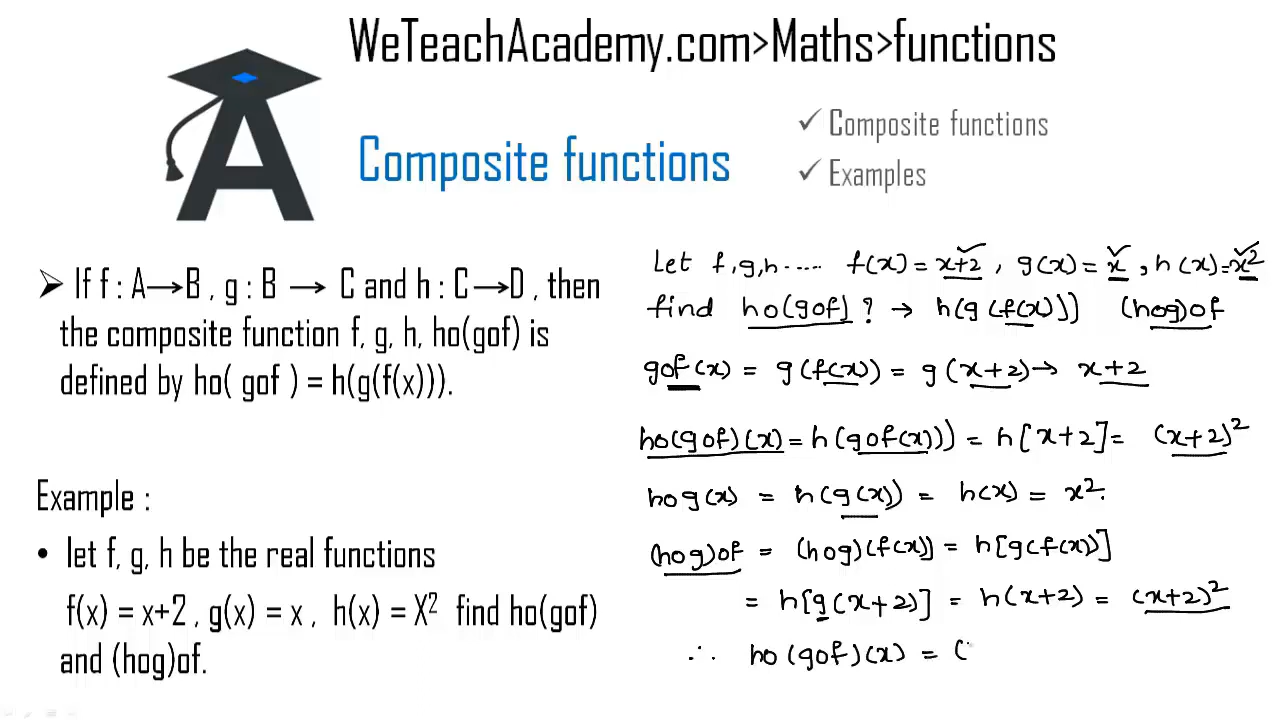 WeTeachAcademy.com>Maths>functions
Composite functions
✓ Composite functions
✓ Examples
➢ If f : A→B , g : B → C and h : C→D , then
the composite function f, g, h, ho(gof) is
defined by ho( gof ) = h(g(f(x))).
Example :
• let f, g, h be the real functions
f(x) = x+2 , g(x) = x , h(x) = X² find ho(gof)
and (hog)of.
Let f,g,h ..... f(x) = x+2 , g(x) = x , h(x) = x²
find ho(gof) ? → h(g(f(x))] (hog)of
gof(x) = g(f(x)) = g(x+2) → x+2
ho(gof)(x) = h(gof(x))) = h[x+2] = (x+2)²
hog(x) = h(g(x)) = h(x) = x².
(hog)of = (hog)(f(x)] = h[g(f(x))]
= h[g(x+2)] = h(x+2) = (x+2)²
∴ ho(gof)(x) = (